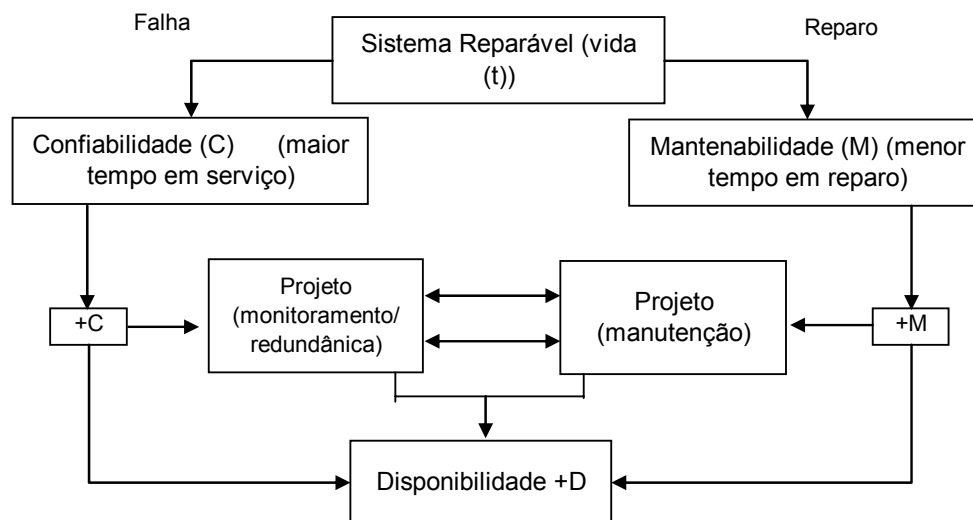 Falha
Sistema Reparável (vida
(t))
Reparo
Confiabilidade (C) (maior
tempo em serviço)
Mantenabilidade (M) (menor
tempo em reparo)
+C
Projeto
(monitoramento/
redundânica)
Projeto
(manutenção)
+M
Disponibilidade +D